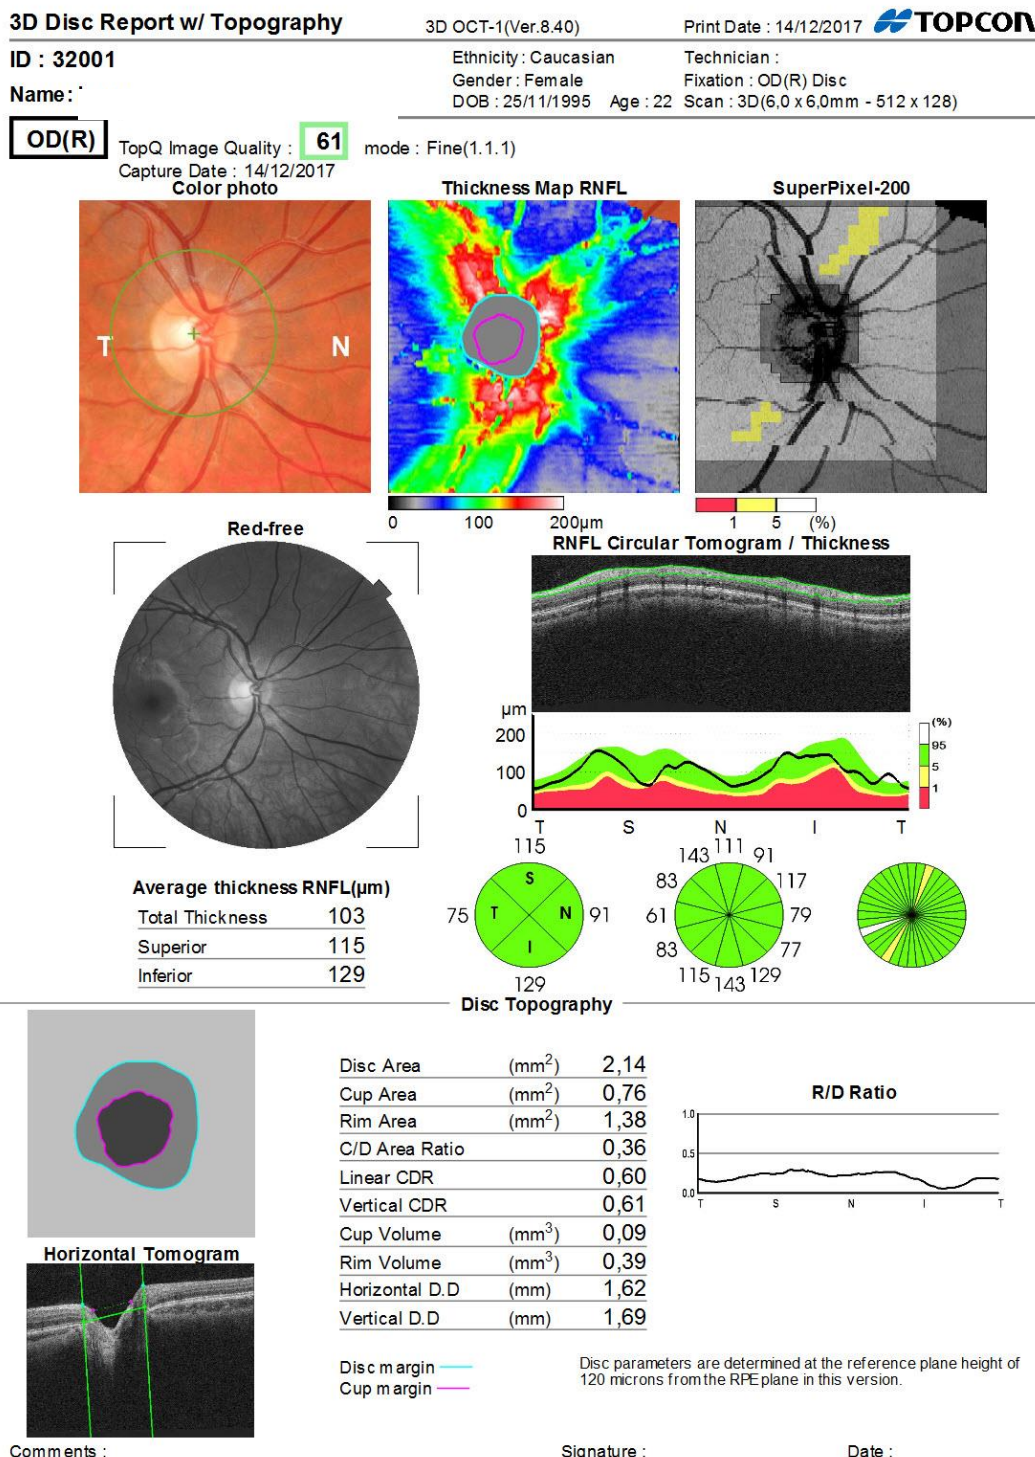 3D Disc Report w/ Topography 3D OCT-1(Ver.8.40) Print Date : 14/12/2017 TOPCON
ID : 32001 Ethnicity : Caucasian Technician :
Gender : Female Fixation : OD(R) Disc
Name: DOB : 25/11/1995 Age : 22 Scan : 3D(6,0 x 6,0mm - 512 x 128)
OD(R) TopQ Image Quality : 61 mode : Fine(1.1.1)
Capture Date : 14/12/2017
Color photo Thickness Map RNFL SuperPixel-200
T N
0 100 200μm 1 5 (%)
Red-free RNFL Circular Tomogram / Thickness
μm (%)
200 95
100 5
0 1
T S N I T
115 143 111 91
83 117
S
75 T N 91 61 79
I
83 77
129 115 143 129
Average thickness RNFL(μm)
Total Thickness 103
Superior 115
Inferior 129
Disc Topography
Disc Area (mm²) 2,14
Cup Area (mm²) 0,76
Rim Area (mm²) 1,38
C/D Area Ratio 0,36
Linear CDR 0,60
Vertical CDR 0,61
Cup Volume (mm³) 0,09
Rim Volume (mm³) 0,39
Horizontal D.D (mm) 1,62
Vertical D.D (mm) 1,69
R/D Ratio
1.0
0.5
0.0
T S N I T
Horizontal Tomogram
Disc margin
Cup margin
Disc parameters are determined at the reference plane height of
120 microns from the RPE plane in this version.
Comments : Signature : Date :